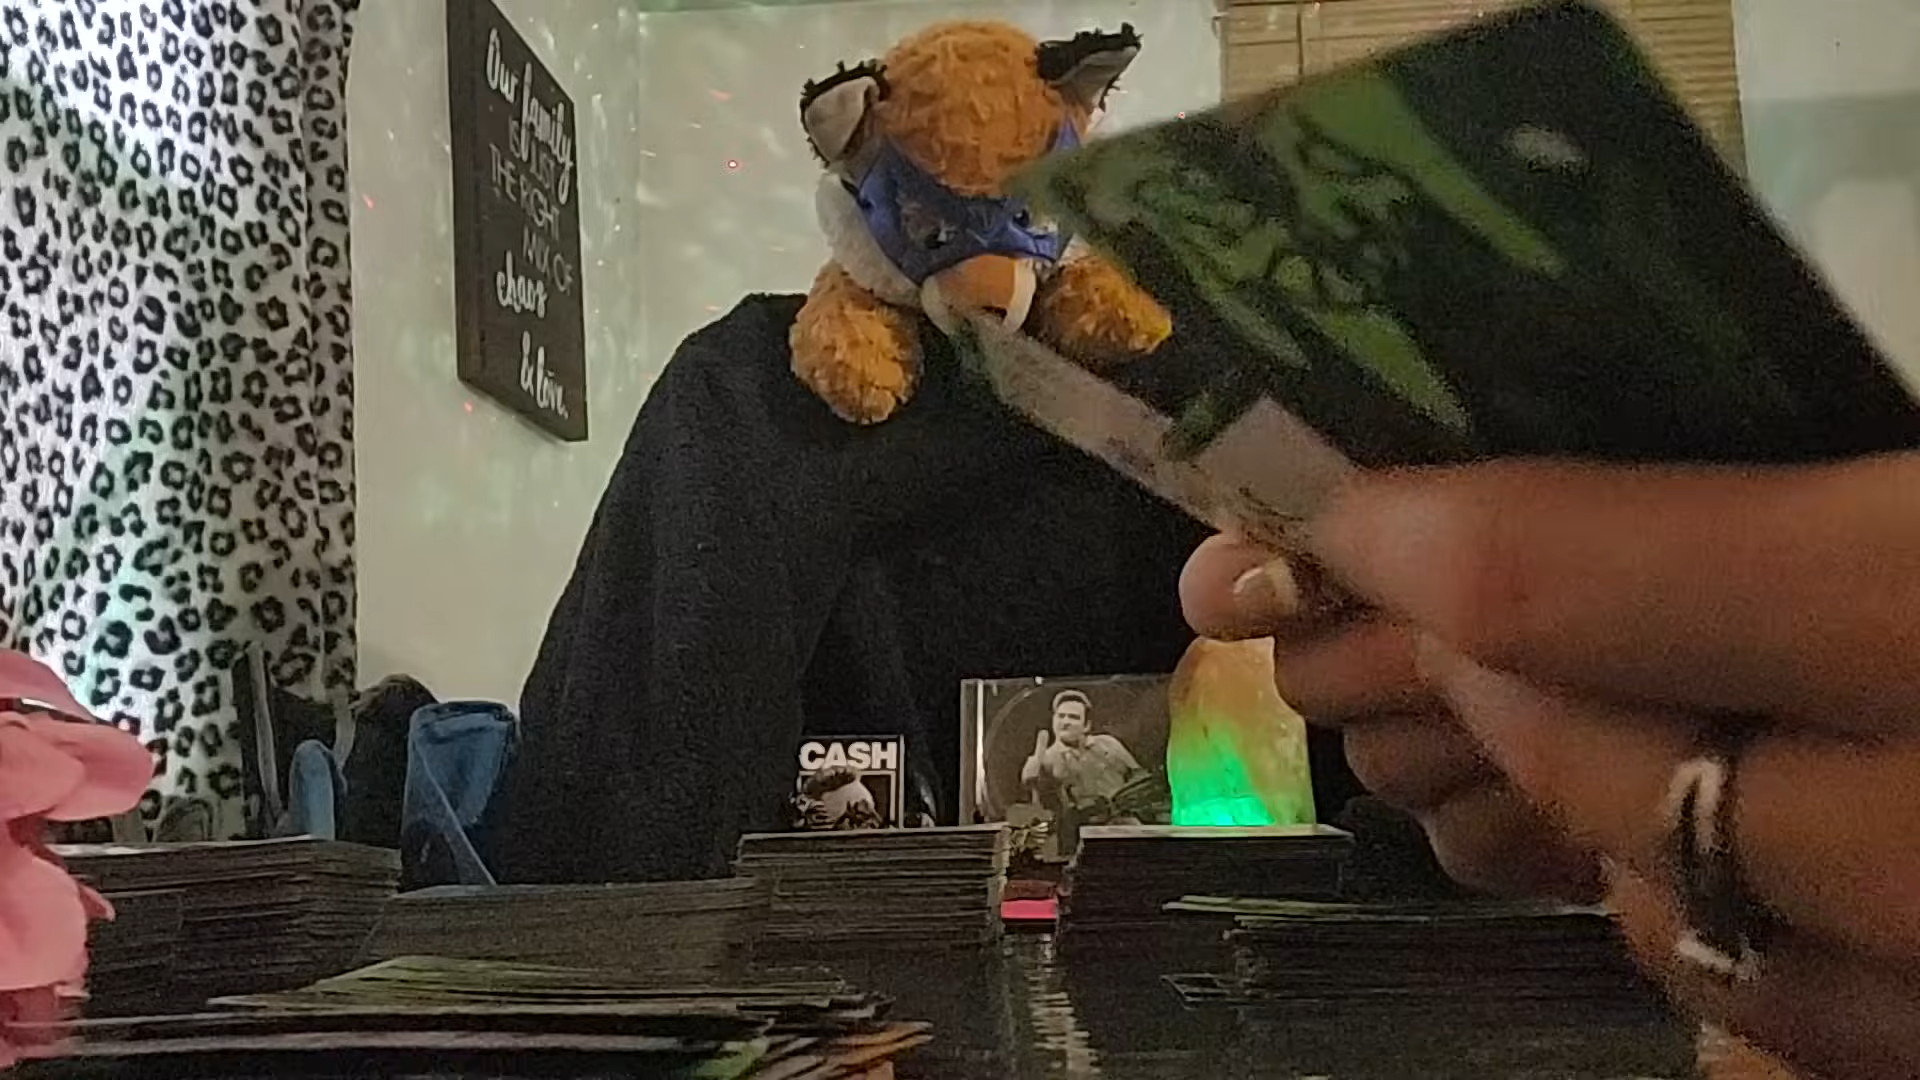 Our family
IS JUST
THE RIGHT
MIX OF
chaos
& love.
CASH